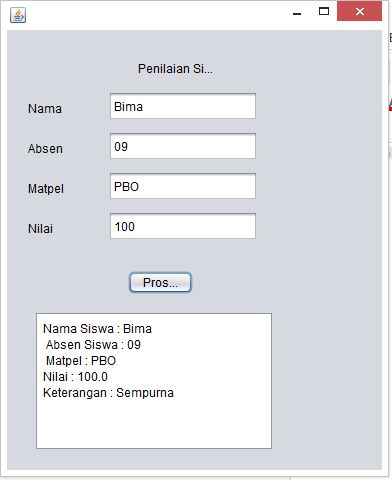 Penilaian Si...
Nama Bima
Absen 09
Matpel PBO
Nilai 100
Pros...
Nama Siswa : Bima
Absen Siswa : 09
Matpel : PBO
Nilai : 100.0
Keterangan : Sempurna